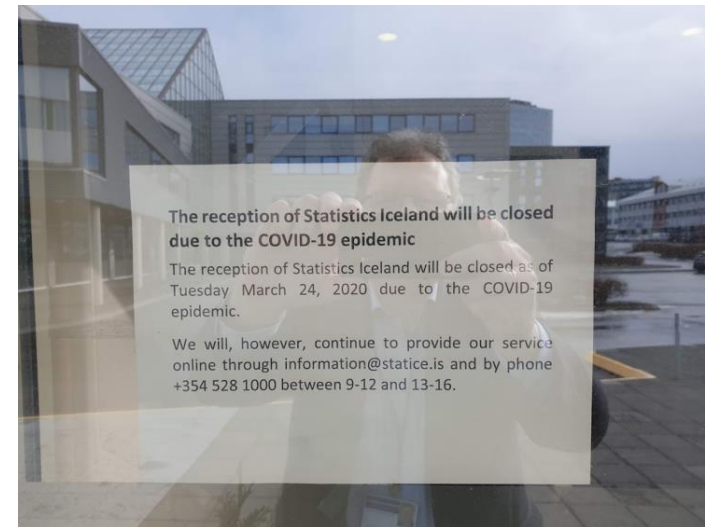 The reception of Statistics Iceland will be closed
due to the COVID-19 epidemic
The reception of Statistics Iceland will be closed as of
Tuesday March 24, 2020 due to the COVID-19
epidemic.
We will, however, continue to provide our service
online through information@statice.is and by phone
+354 528 1000 between 9-12 and 13-16.